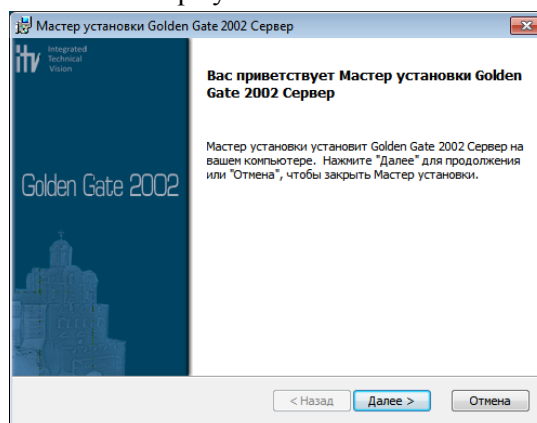 Мастер установки Golden Gate 2002 Сервер
itv Integrated
Technical
Vision
Вас приветствует Мастер установки Golden
Gate 2002 Сервер
Мастер установки установит Golden Gate 2002 Сервер на
вашем компьютере. Нажмите "Далее" для продолжения
или "Отмена", чтобы закрыть Мастер установки.
Golden Gate 2002
< Назад
Далее >
Отмена